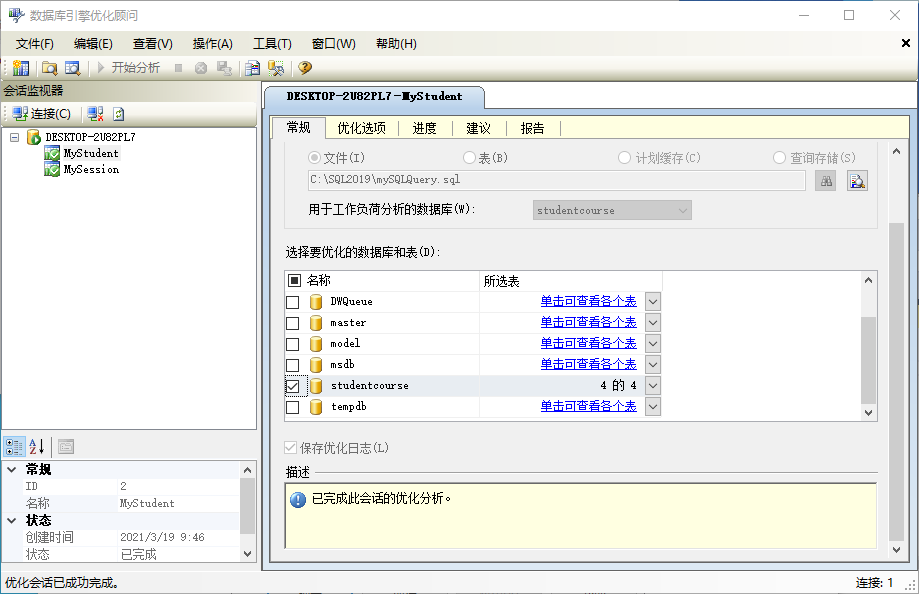 数据库引擎优化顾问
文件(F) 编辑(E) 查看(V) 操作(A) 工具(T) 窗口(W) 帮助(H)
开始分析
会话监视器
连接(C)
DESKTOP-2U82PL7
MyStudent
MySession
DESKTOP-2U82PL7-MyStudent
常规 优化选项 进度 建议 报告
文件(I) 表(B) 计划缓存(C) 查询存储(S)
C:\SQL2019\mySQLQuery.sql
用于工作负荷分析的数据库(W): studentcourse
选择要优化的数据库和表(D):
名称 所选表
DWQueue 单击可查看各个表
master 单击可查看各个表
model 单击可查看各个表
msdb 单击可查看各个表
studentcourse 4 的 4
tempdb 单击可查看各个表
保存优化日志(L)
描述
已完成此会话的优化分析。
常规
ID 2
名称 MyStudent
状态
创建时间 2021/3/19 9:46
状态 已完成
优化会话已成功完成。 连接: 1